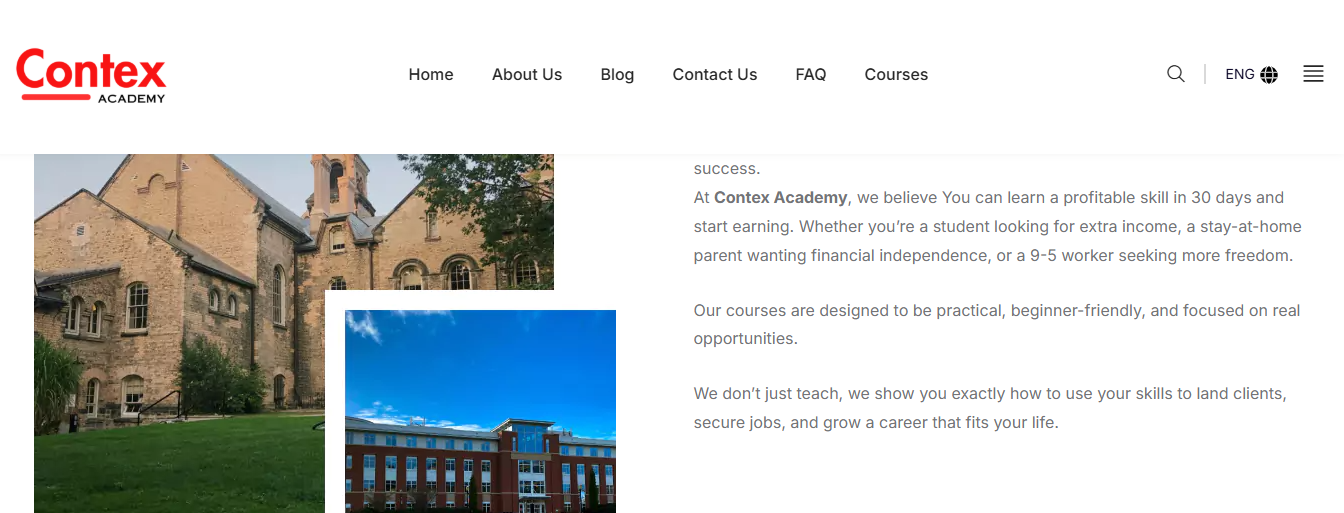 Contex
ACADEMY
Home About Us Blog Contact Us FAQ Courses
ENG
success.
At Contex Academy, we believe You can learn a profitable skill in 30 days and
start earning. Whether you’re a student looking for extra income, a stay-at-home
parent wanting financial independence, or a 9-5 worker seeking more freedom.
Our courses are designed to be practical, beginner-friendly, and focused on real
opportunities.
We don’t just teach, we show you exactly how to use your skills to land clients,
secure jobs, and grow a career that fits your life.